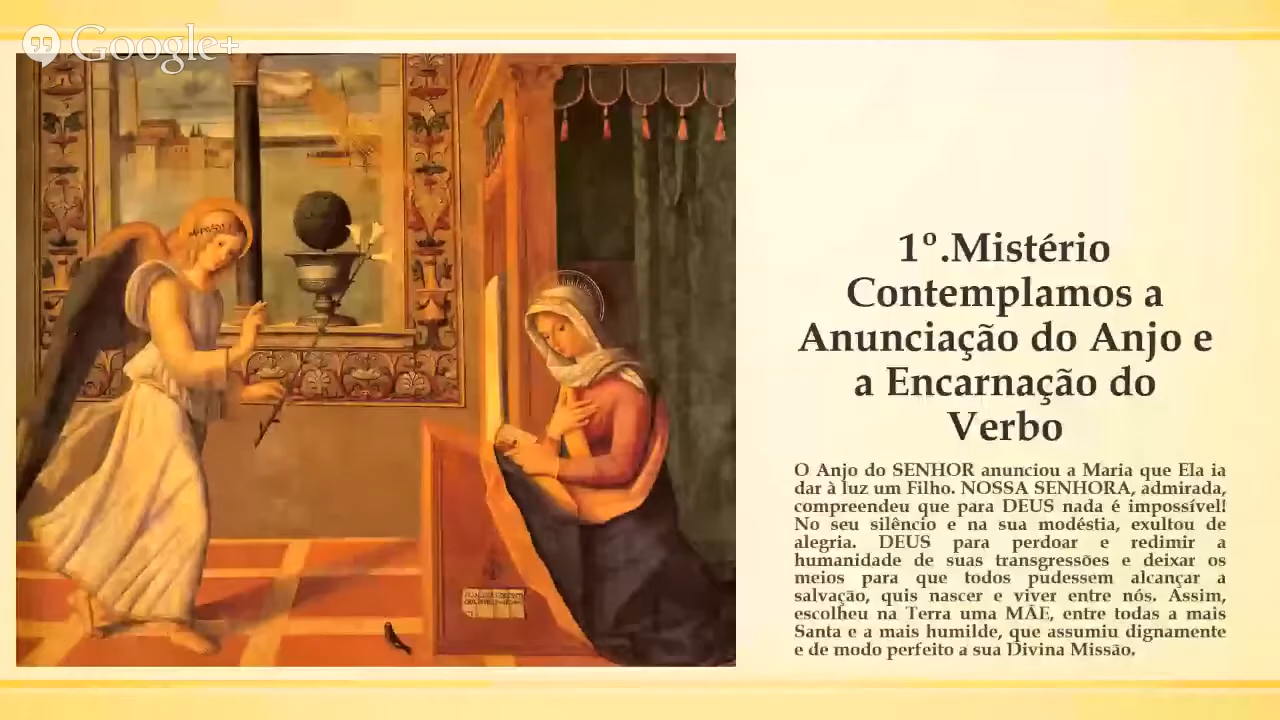 Google+
1º.Mistério
Contemplamos a
Anunciação do Anjo e
a Encarnação do
Verbo
O Anjo do SENHOR anunciou a Maria que Ela ia
dar à luz um Filho. NOSSA SENHORA, admirada,
compreendeu que para DEUS nada é impossível!
No seu silêncio e na sua modéstia, exultou de
alegria. DEUS para perdoar e redimir a
humanidade de suas transgressões e deixar os
meios para que todos pudessem alcançar a
salvação, quis nascer e viver entre nós. Assim,
escolheu na Terra uma MÃE, entre todas a mais
Santa e a mais humilde, que assumiu dignamente
e de modo perfeito a sua Divina Missão.